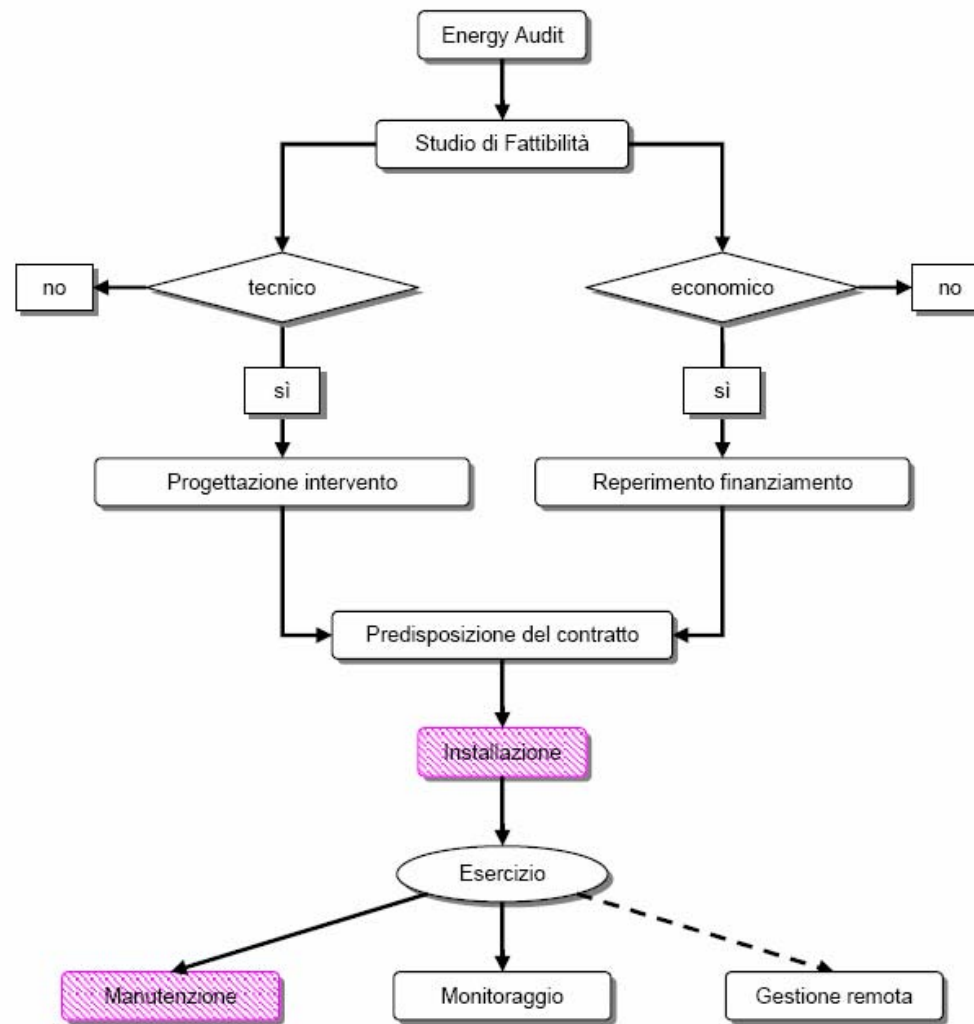 Energy Audit
Studio di Fattibilità
no
tecnico
economico
no
sì
sì
Progettazione intervento
Reperimento finanziamento
Predisposizione del contratto
Installazione
Esercizio
Manutenzione
Monitoraggio
Gestione remota